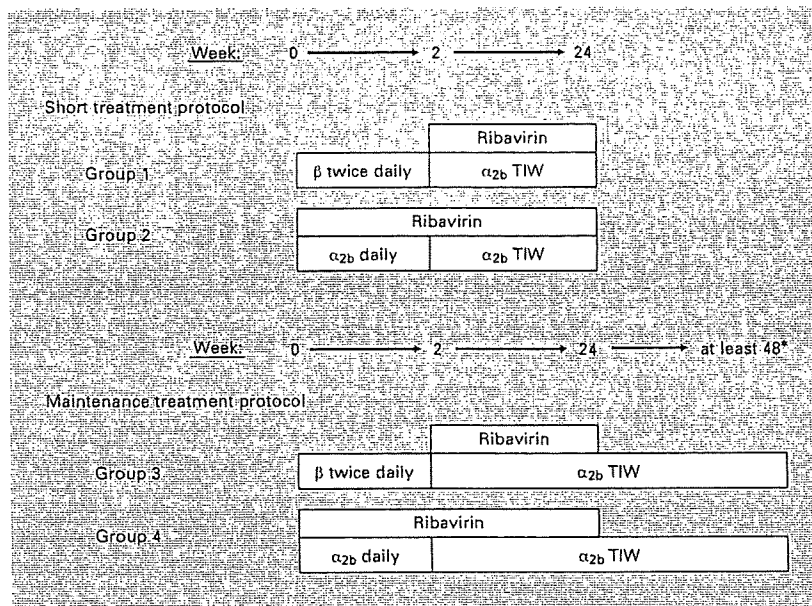 Week: 0 2 24
Short treatment protocol
Ribavirin
Group 1 β twice daily α2b TIW
Ribavirin
Group 2
α2b daily α2b TIW
Week: 0 2 24 at least 48*
Maintenance treatment protocol
Ribavirin
Group 3 β twice daily α2b TIW
Ribavirin
Group 4
α2b daily α2b TIW